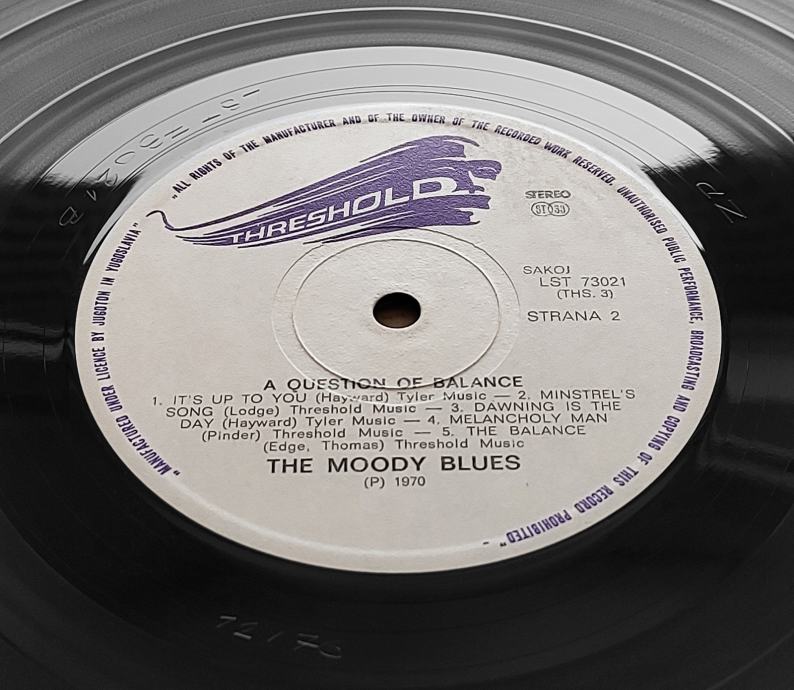 „ALL RIGHTS OF THE MANUFACTURER AND OF THE OWNER OF THE RECORDED WORK RESERVED. UNAUTHORISED PUBLIC PERFORMANCE, BROADCASTING AND COPYING OF THIS RECORD PROHIBITED”
„MANUFACTURED UNDER LICENCE BY JUGOTON IN YUGOSLAVIA”
THRESHOLD
STEREO
ST 33
SAKOJ
LST 73021
(THS. 3)
STRANA 2
A QUESTION OF BALANCE
1. IT'S UP TO YOU (Hayward) Tyler Music — 2. MINSTREL'S
SONG (Lodge) Threshold Music — 3. DAWNING IS THE
DAY (Hayward) Tyler Music — 4. MELANCHOLY MAN
(Pinder) Threshold Music — 5. THE BALANCE
(Edge, Thomas) Threshold Music
THE MOODY BLUES
(P) 1970
ZP